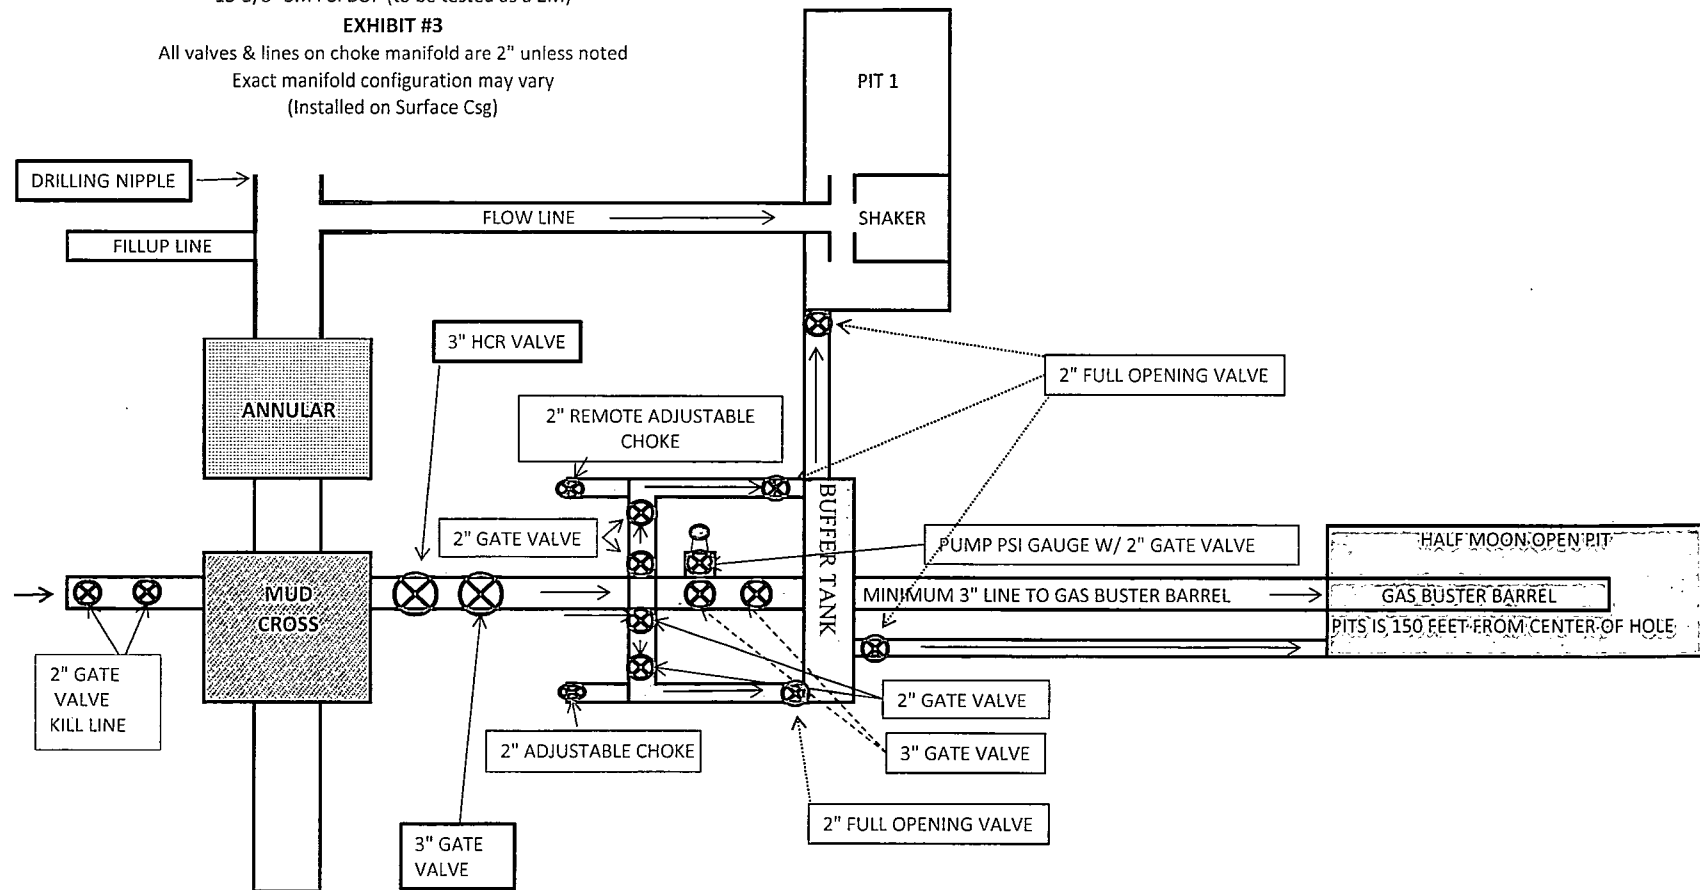 EXHIBIT #3
All valves & lines on choke manifold are 2" unless noted
Exact manifold configuration may vary
(Installed on Surface Csg)
PIT 1
DRILLING NIPPLE
FLOW LINE
SHAKER
FILLUP LINE
3" HCR VALVE
2" FULL OPENING VALVE
ANNULAR
2" REMOTE ADJUSTABLE
CHOKE
BUFFER TANK
2" GATE VALVE
PUMP PSI GAUGE W/ 2" GATE VALVE
HALF MOON OPEN PIT
MUD
CROSS
MINIMUM 3" LINE TO GAS BUSTER BARREL
GAS BUSTER BARREL
PITS IS 150 FEET FROM CENTER OF HOLE
2" GATE
VALVE
KILL LINE
2" GATE VALVE
2" ADJUSTABLE CHOKE
3" GATE VALVE
2" FULL OPENING VALVE
3" GATE
VALVE